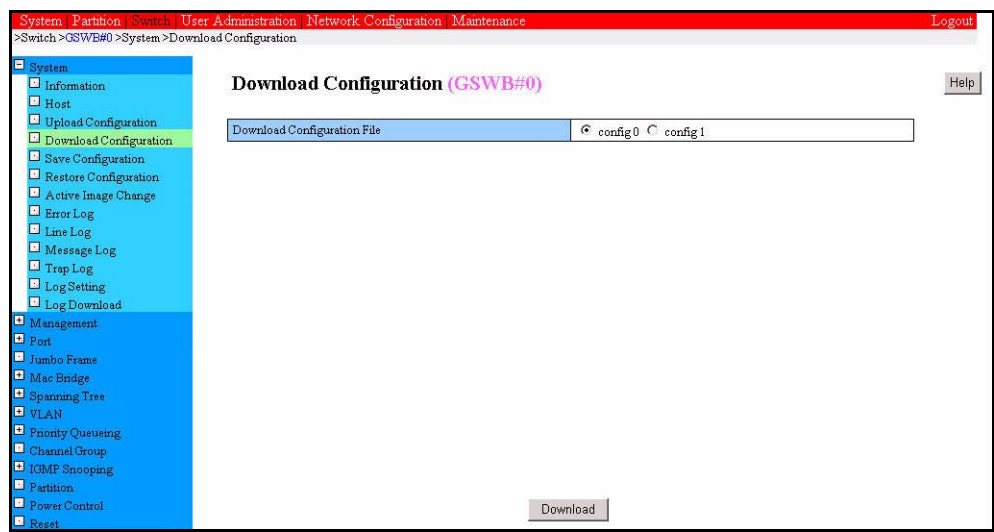 System | Partition | Switch | User Administration | Network Configuration | Maintenance Logout
>Switch >GSWB#0 >System >Download Configuration
System
Information
Host
Upload Configuration
Download Configuration
Save Configuration
Restore Configuration
Active Image Change
Error Log
Line Log
Message Log
Trap Log
Log Setting
Log Download
Management
Port
Jumbo Frame
Mac Bridge
Spanning Tree
VLAN
Priority Queueing
Channel Group
IGMP Snooping
Partition
Power Control
Reset
Download Configuration (GSWB#0)
Help
Download Configuration File config 0 config 1
Download